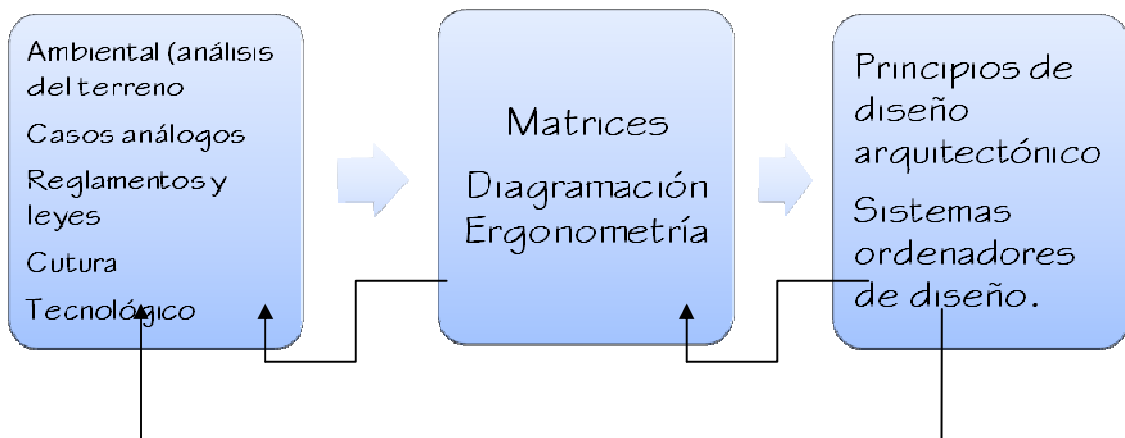 Ambiental (análisis
del terreno
Casos análogos
Reglamentos y
leyes
Cutura
Tecnológico
Matrices
Diagramación
Ergonometría
Principios de
diseño
arquitectónico
Sistemas
ordenadores
de diseño.